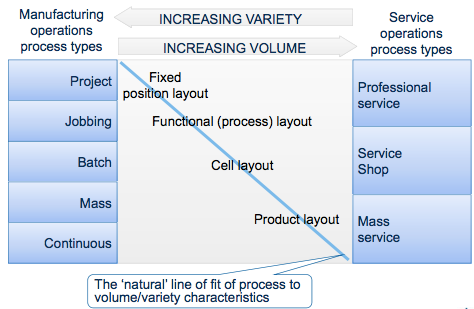 Manufacturing
operations
process types
INCREASING VARIETY
INCREASING VOLUME
Service
operations
process types
Project
Jobbing
Batch
Mass
Continuous
Fixed
position layout
Functional (process) layout
Cell layout
Product layout
Professional
service
Service
Shop
Mass
service
The ‘natural’ line of fit of process to
volume/variety characteristics